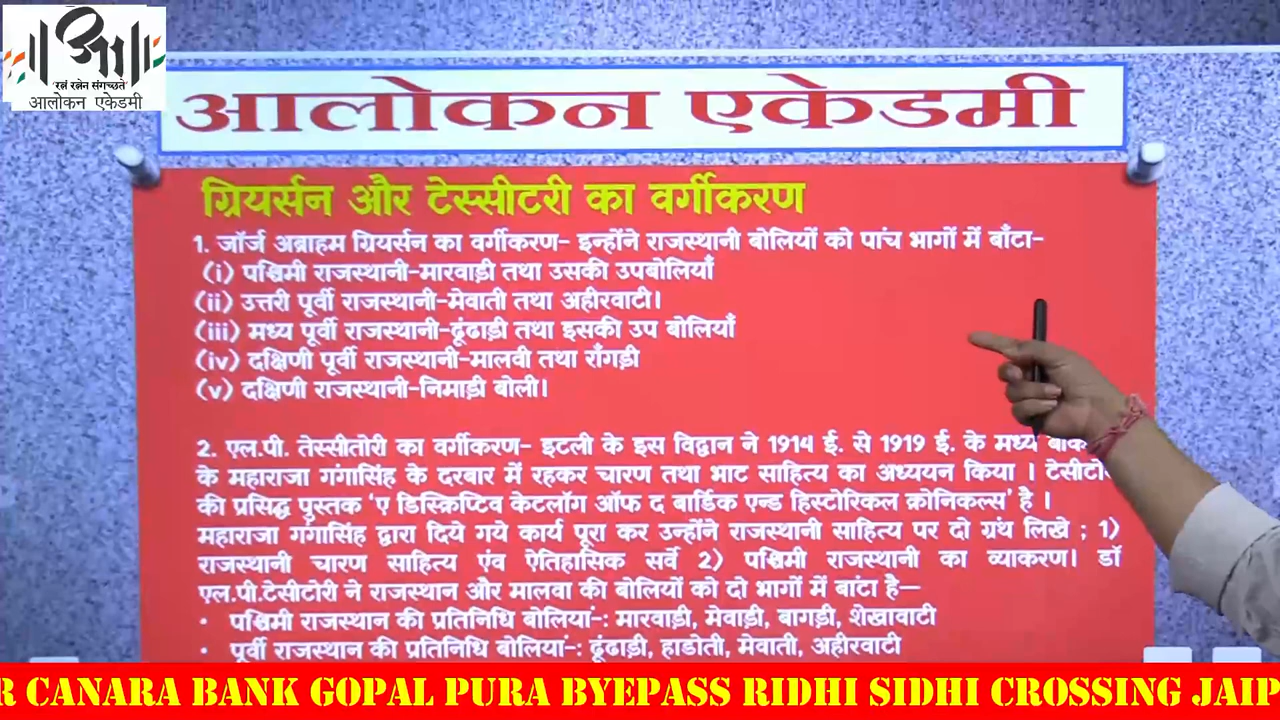 'रत्नं रत्नेन संगच्छते'
आलोकन एकेडमी
आलोकन एकेडमी
ग्रियर्सन और टेस्सीटरी का वर्गीकरण
1. जॉर्ज अब्राहम ग्रियर्सन का वर्गीकरण- इन्होंने राजस्थानी बोलियों को पांच भागों में बाँटा-
(i) पश्चिमी राजस्थानी-मारवाड़ी तथा उसकी उपबोलियाँ
(ii) उत्तरी पूर्वी राजस्थानी-मेवाती तथा अहीरवाटी।
(iii) मध्य पूर्वी राजस्थानी-ढूंढाड़ी तथा इसकी उप बोलियाँ
(iv) दक्षिणी पूर्वी राजस्थानी-मालवी तथा राँगड़ी
(v) दक्षिणी राजस्थानी-निमाड़ी बोली।
2. एल.पी. तेस्सीतोरी का वर्गीकरण- इटली के इस विद्वान ने 1914 ई. से 1919 ई. के मध्य
के महाराजा गंगासिंह के दरबार में रहकर चारण तथा भाट साहित्य का अध्ययन किया ।
की प्रसिद्ध पुस्तक 'ए डिस्क्रिप्टिव केटलॉग ऑफ द बार्डिक एन्ड हिस्टोरिकल क्रोनिकल्स' है ।
महाराजा गंगासिंह द्वारा दिये गये कार्य पूरा कर उन्होंने राजस्थानी साहित्य पर दो ग्रंथ लिखे ; 1)
राजस्थानी चारण साहित्य एंव ऐतिहासिक सर्वे 2) पश्चिमी राजस्थानी का व्याकरण। डॉ
एल.पी.टेसीटोरी ने राजस्थान और मालवा की बोलियों को दो भागों में बांटा है—
• पश्चिमी राजस्थान की प्रतिनिधि बोलियां-: मारवाड़ी, मेवाड़ी, बागड़ी, शेखावाटी
• पूर्वी राजस्थान की प्रतिनिधि बोलियां-: ढूंढाड़ी, हाडोती, मेवाती, अहीरवाटी
R CANARA BANK GOPAL PURA BYEPASS RIDHI SIDHI CROSSING JAIP